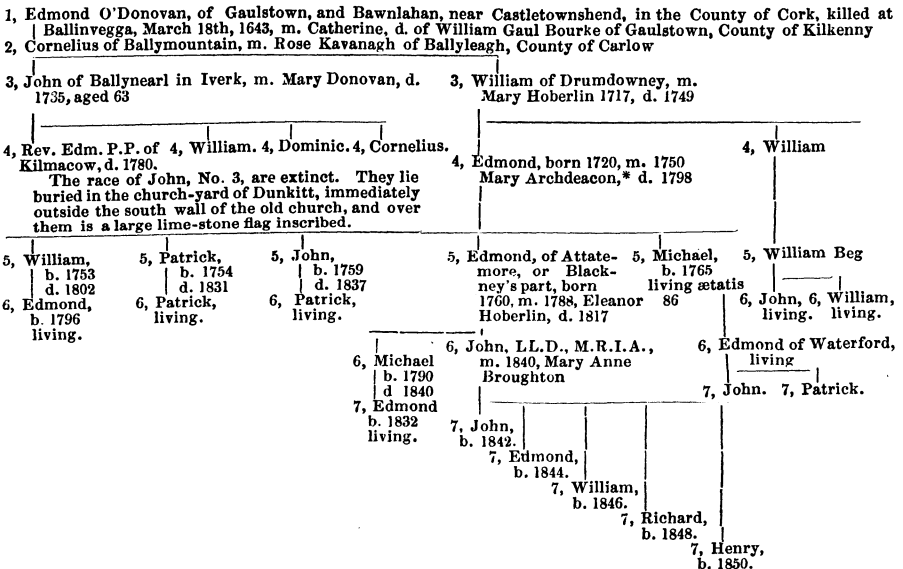 1, Edmond O'Donovan, of Gaulstown, and Bawnlahan, near Castletownshend, in the County of Cork, killed at
Ballinvegga, March 18th, 1643, m. Catherine, d. of William Gaul Bourke of Gaulstown, County of Kilkenny
2, Cornelius of Ballymountain, m. Rose Kavanagh of Ballyleagh, County of Carlow
3, John of Ballynearl in Iverk, m. Mary Donovan, d.
1735, aged 63
3, William of Drumdowney, m.
Mary Hoberlin 1717, d. 1749
4, Rev. Edm. P.P. of 4, William. 4, Dominic. 4, Cornelius.
Kilmacow, d. 1780.
The race of John, No. 3, are extinct. They lie
buried in the church-yard of Dunkitt, immediately
outside the south wall of the old church, and over
them is a large lime-stone flag inscribed.
4, Edmond, born 1720, m. 1750
Mary Archdeacon,* d. 1798
4, William
5, William,
b. 1753
d. 1802
6, Edmond,
b. 1796
living.
5, Patrick,
b. 1754
d. 1831
6, Patrick,
living.
5, John,
b. 1759
d. 1837
6, Patrick,
living.
5, Edmond, of Attate-
more, or Black-
ney's part, born
1760, m. 1788, Eleanor
Hoberlin, d. 1817
5, Michael,
b. 1765
living ætatis
86
5, William Beg
6, John, 6, William,
living. living.
6, Michael
b. 1790
d 1840
7, Edmond
b. 1832
living.
6, John, LL.D., M.R.I.A.,
m. 1840, Mary Anne
Broughton
6, Edmond of Waterford,
living
7, John. 7, Patrick.
7, John,
b. 1842.
7, Edmond,
b. 1844.
7, William,
b. 1846.
7, Richard,
b. 1848.
7, Henry,
b. 1850.